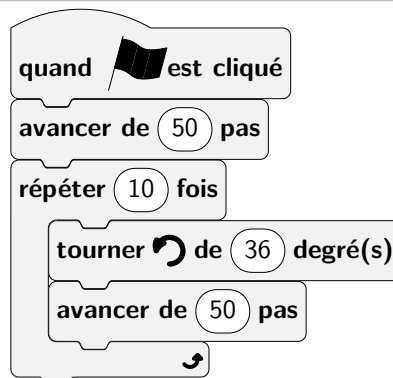 quand est cliqué
avancer de 50 pas
répéter 10 fois
tourner de 36 degré(s)
avancer de 50 pas